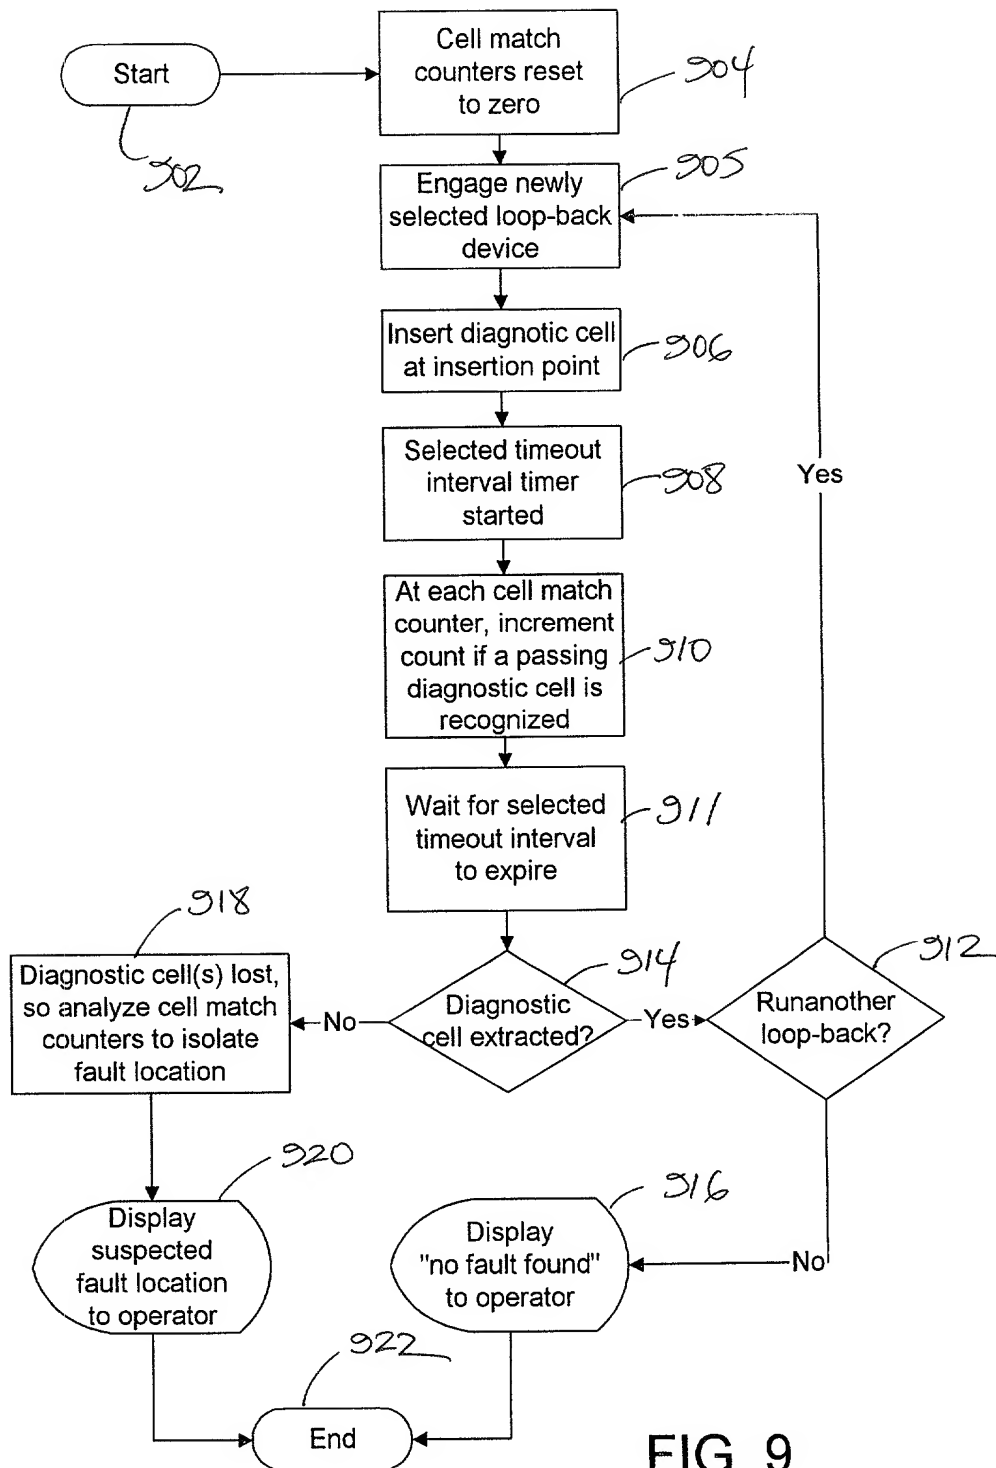 Start
902
Cell match
counters reset
to zero
904
Engage newly
selected loop-back
device
905
Insert diagnotic cell
at insertion point
906
Selected timeout
interval timer
started
908
At each cell match
counter, increment
count if a passing
diagnostic cell is
recognized
910
Wait for selected
timeout interval
to expire
911
Diagnostic
cell extracted?
914
No
Yes
Runanother
loop-back?
912
Yes
No
Diagnostic cell(s) lost,
so analyze cell match
counters to isolate
fault location
918
Display
suspected
fault location
to operator
920
Display
"no fault found"
to operator
916
End
922
FIG. 9